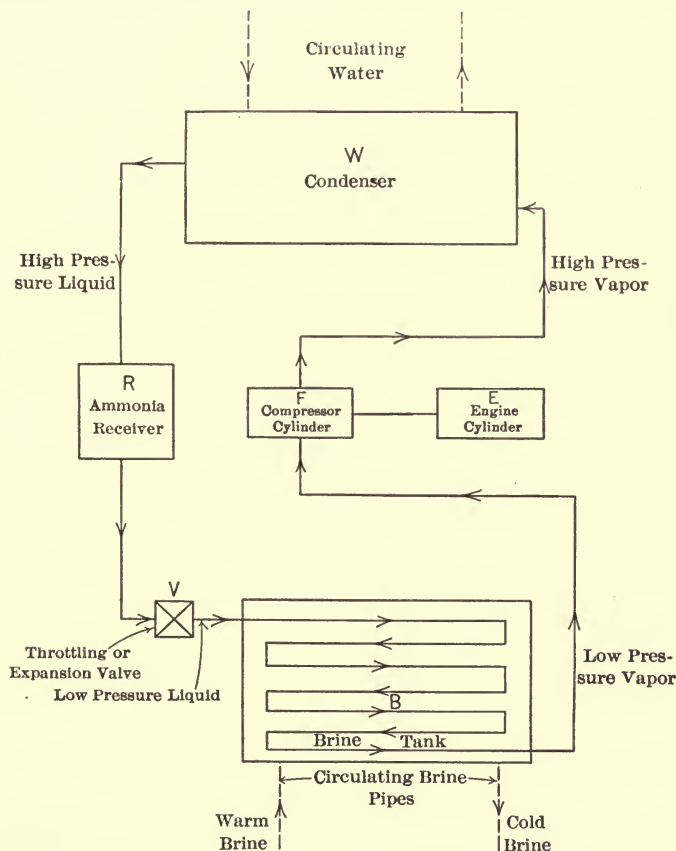 Circulating
Water
W
Condenser
High Pres-
sure Liquid
High Pres-
sure Vapor
R
Ammonia
Receiver
F
Compressor
Cylinder
E
Engine
Cylinder
V
Throttling or
Expansion Valve
Low Pressure Liquid
Low Pres-
sure Vapor
B
Brine Tank
Circulating Brine
Pipes
Warm
Brine
Cold
Brine